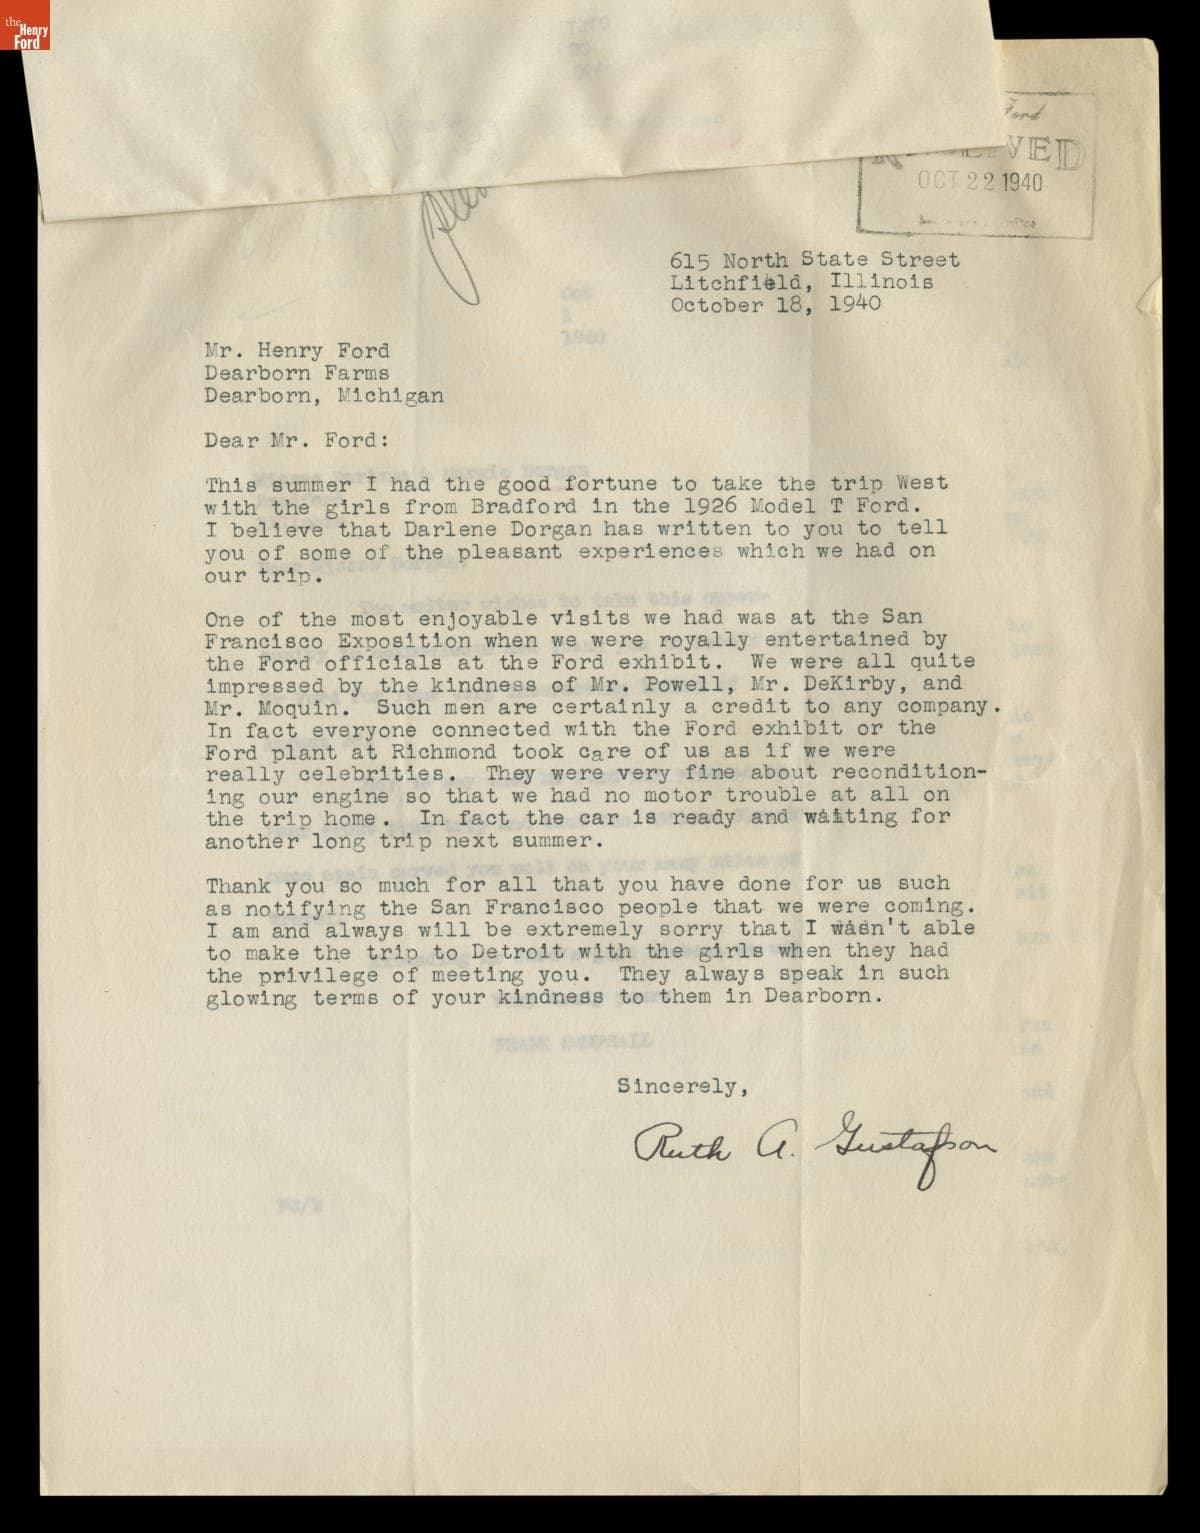 the
Henry
Ford
Ford
RECEIVED
OCT 22 1940
615 North State Street
Litchfield, Illinois
October 18, 1940
Mr. Henry Ford
Dearborn Farms
Dearborn, Michigan
Dear Mr. Ford:
This summer I had the good fortune to take the trip West
with the girls from Bradford in the 1926 Model T Ford.
I believe that Darlene Dorgan has written to you to tell
you of some of the pleasant experiences which we had on
our trip.
One of the most enjoyable visits we had was at the San
Francisco Exposition when we were royally entertained by
the Ford officials at the Ford exhibit. We were all quite
impressed by the kindness of Mr. Powell, Mr. DeKirby, and
Mr. Moquin. Such men are certainly a credit to any company.
In fact everyone connected with the Ford exhibit or the
Ford plant at Richmond took care of us as if we were
really celebrities. They were very fine about recondition-
ing our engine so that we had no motor trouble at all on
the trip home. In fact the car is ready and waiting for
another long trip next summer.
Thank you so much for all that you have done for us such
as notifying the San Francisco people that we were coming.
I am and always will be extremely sorry that I wasn't able
to make the trip to Detroit with the girls when they had
the privilege of meeting you. They always speak in such
glowing terms of your kindness to them in Dearborn.
FRANK CAMPSALL
Sincerely,
Ruth A. Gustafson
FC/R